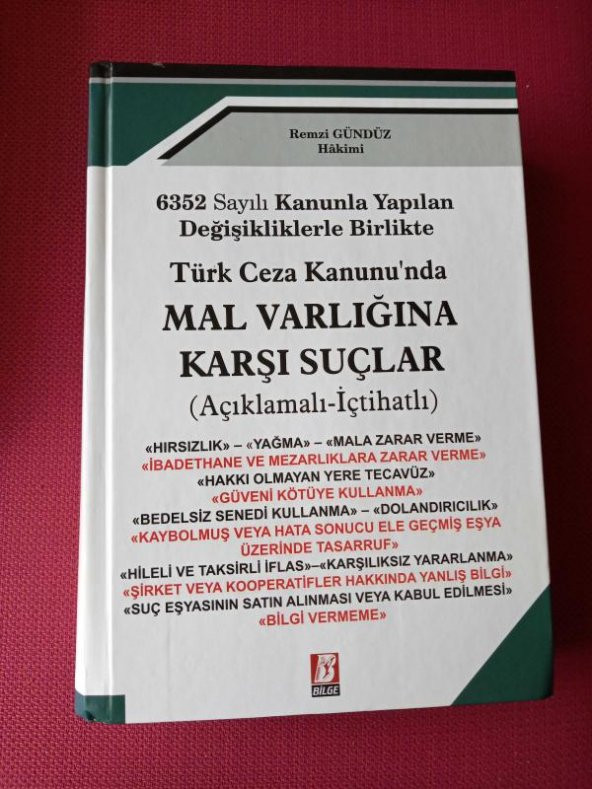 Remzi GÜNDÜZ
Hâkimi
6352 Sayılı Kanunla Yapılan
Değişikliklerle Birlikte
Türk Ceza Kanunu'nda
MAL VARLIĞINA
KARŞI SUÇLAR
(Açıklamalı-İçtihatlı)
«HIRSIZLIK» – «YAĞMA» – «MALA ZARAR VERME»
«İBADETHANE VE MEZARLIKLARA ZARAR VERME»
«HAKKI OLMAYAN YERE TECAVÜZ»
«GÜVENİ KÖTÜYE KULLANMA»
«BEDELSİZ SENEDİ KULLANMA» – «DOLANDIRICILIK»
«KAYBOLMUŞ VEYA HATA SONUCU ELE GEÇMİŞ EŞYA
ÜZERİNDE TASARRUF»
«HİLELİ VE TAKSİRLİ İFLAS»–«KARŞILIKSIZ YARARLANMA»
«ŞİRKET VEYA KOOPERATİFLER HAKKINDA YANLIŞ BİLGİ»
«SUÇ EŞYASININ SATIN ALINMASI VEYA KABUL EDİLMESİ»
«BİLGİ VERMEME»
BİLGE